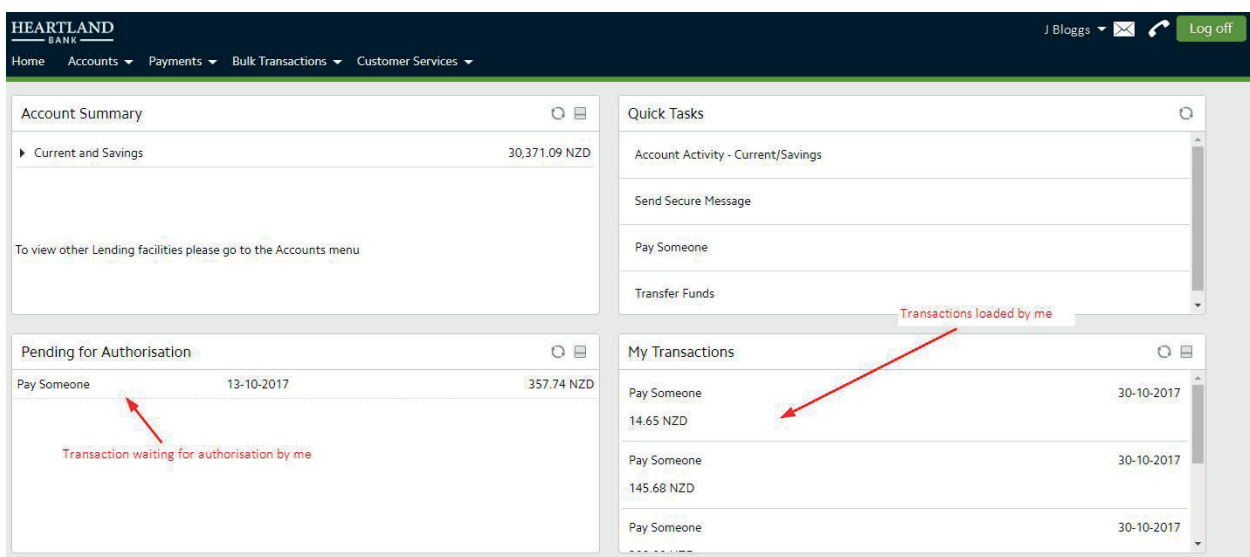 HEARTLAND
BANK
J Bloggs
Log off
Home Accounts Payments Bulk Transactions Customer Services
Account Summary
Current and Savings 30,371.09 NZD
To view other Lending facilities please go to the Accounts menu
Quick Tasks
Account Activity - Current/Savings
Send Secure Message
Pay Someone
Transfer Funds
Transactions loaded by me
Pending for Authorisation
Pay Someone 13-10-2017 357.74 NZD
Transaction waiting for authorisation by me
My Transactions
Pay Someone 30-10-2017
14.65 NZD
Pay Someone 30-10-2017
145.68 NZD
Pay Someone 30-10-2017